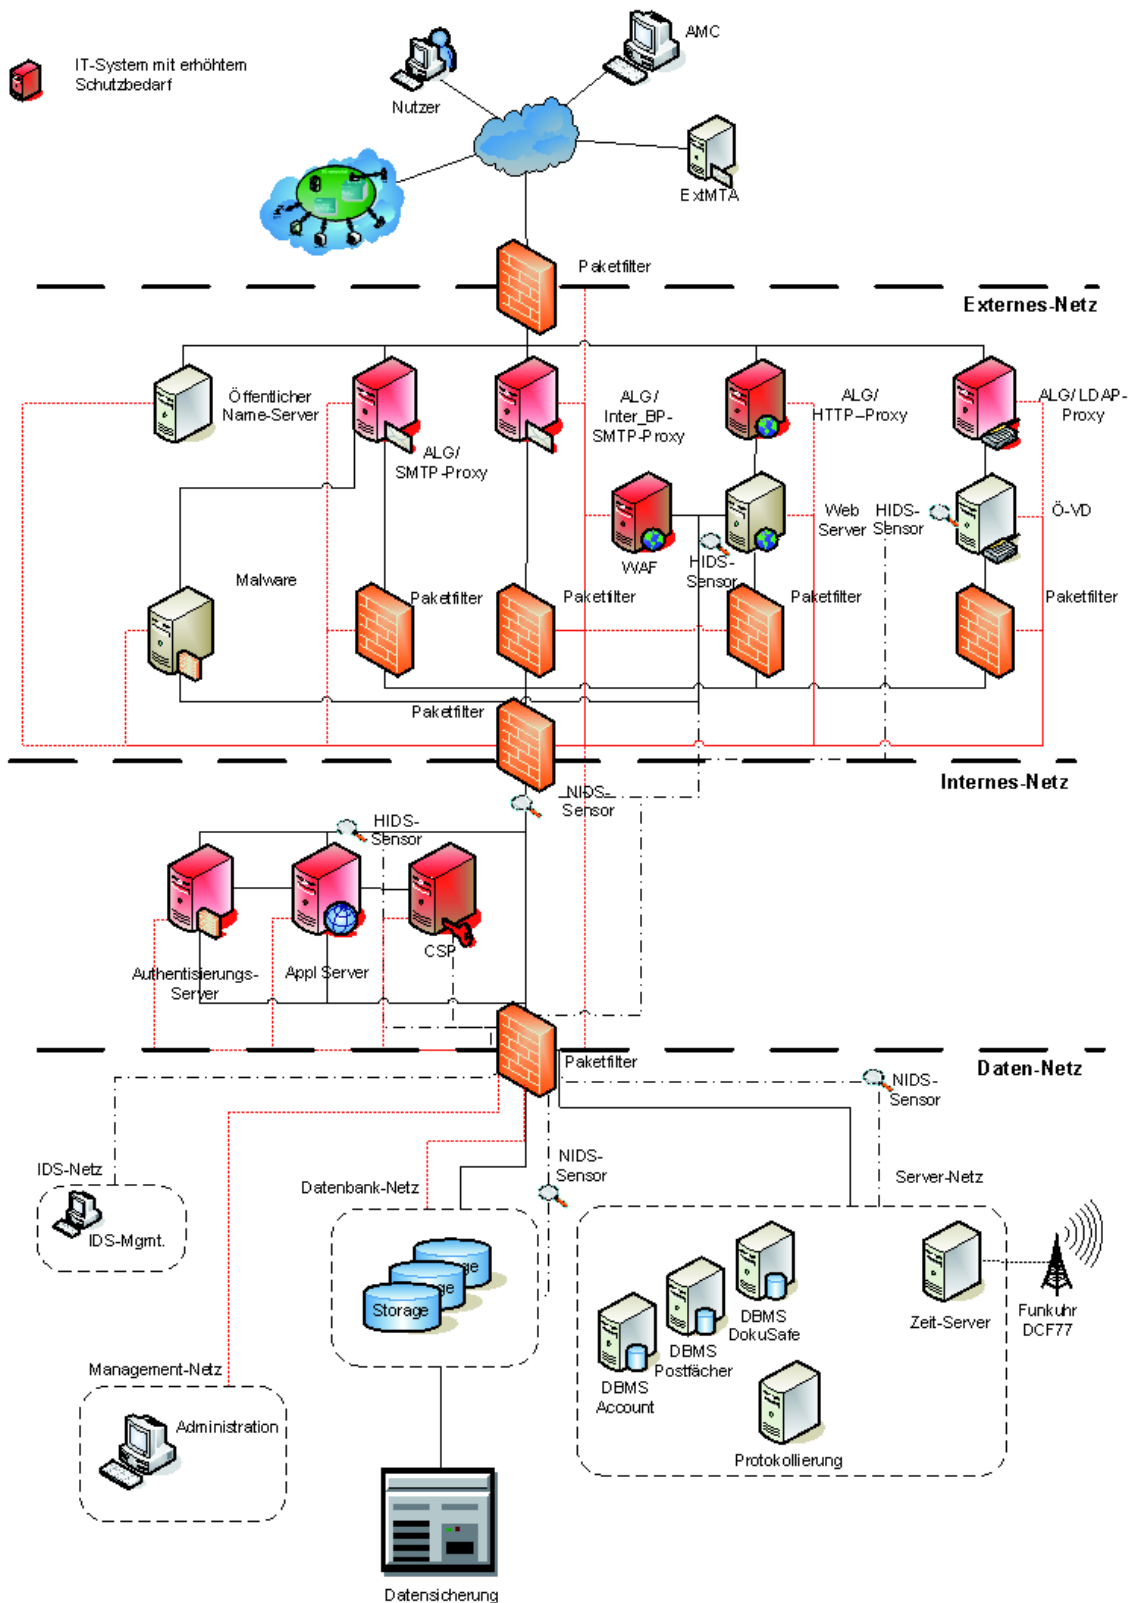 IT-System mit erhöhtem
Schutzbedarf
AMC
Nutzer
ExtMTA
Paketfilter
Externes-Netz
Öffentlicher
Name-Server
ALG/
SMTP-Proxy
ALG/
Inter_BP-
SMTP-Proxy
ALG/
HTTP-Proxy
ALG/LDAP-
Proxy
WAF
HIDS-
Sensor
Web
Server
HIDS-
Sensor
Ö-VD
Malware
Paketfilter
Paketfilter
Paketfilter
Paketfilter
Paketfilter
Internes-Netz
NIDS-
Sensor
HIDS-
Sensor
Authentisierungs-
Server
Appl Server
CSP
Paketfilter
Daten-Netz
NIDS-
Sensor
IDS-Netz
IDS-Mgmt.
Datenbank-Netz
NIDS-
Sensor
Server-Netz
Storage
DBMS
DokuSafe
DBMS
Postfächer
DBMS
Account
Zeit-Server
Funkuhr
DCF77
Protokollierung
Management-Netz
Administration
Datensicherung